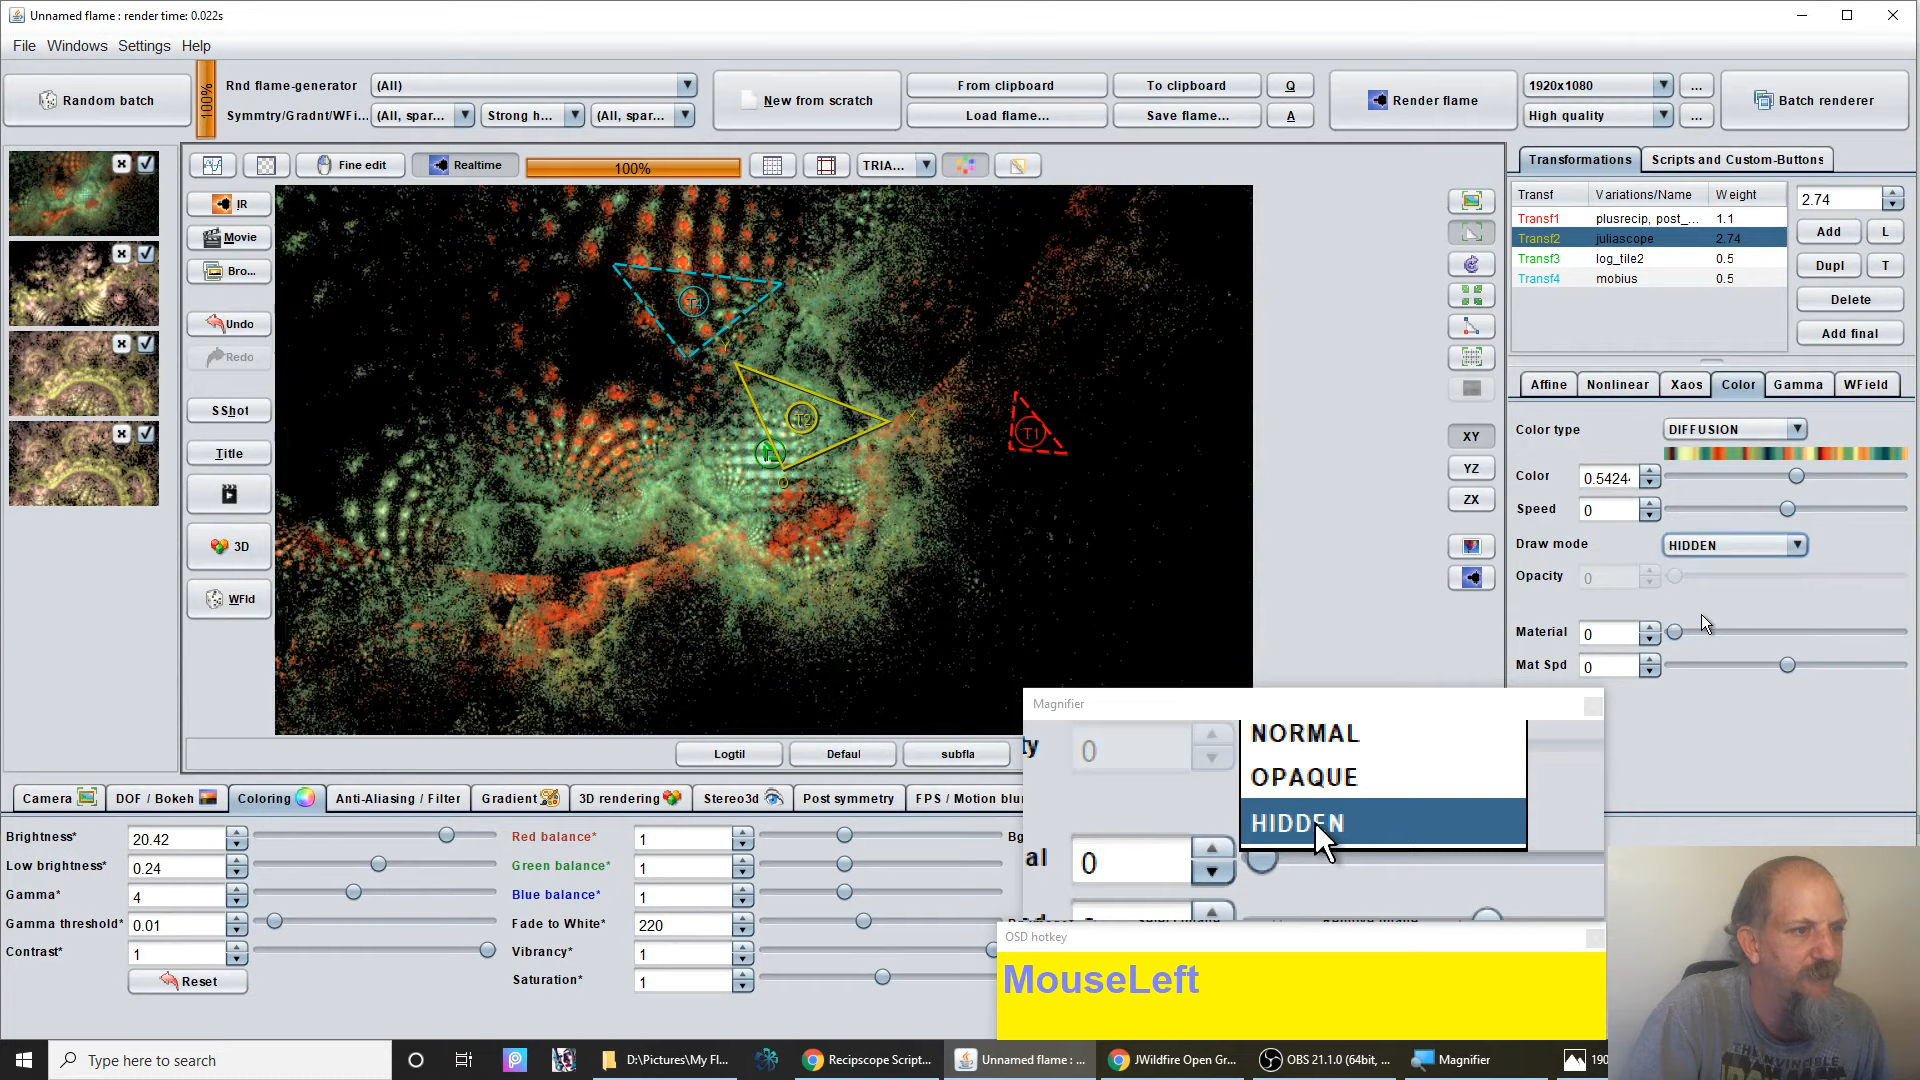 Unnamed flame : render time: 0.022s
File Windows Settings Help
Random batch
100%
Rnd flame-generator (All)
Symmtry/Gradnt/WFi... (All, spar... Strong h... (All, spar...
New from scratch
From clipboard To clipboard Q
Load flame... Save flame... A
Render flame
1920x1080 ...
High quality ...
Batch renderer
Fine edit Realtime 100% TRIA...
IR
Movie
Bro...
Undo
Redo
SShot
Title
3D
WFld
T4
Y
T2
X
O
T1
XY
YZ
ZX
Logtil Defaul subfla
Transformations Scripts and Custom-Buttons
Transf Variations/Name Weight
Transf1 plusrecip, post_... 1.1
Transf2 juliascope 2.74
Transf3 log_tile2 0.5
Transf4 mobius 0.5
2.74
Add L
Dupl T
Delete
Add final
Affine Nonlinear Xaos Color Gamma WField
Color type DIFFUSION
Color 0.5424
Speed 0
Draw mode HIDDEN
Opacity 0
Material 0
Mat Spd 0
Magnifier
ty 0
NORMAL
OPAQUE
HIDDEN
al 0
OSD hotkey
MouseLeft
Camera DOF / Bokeh Coloring Anti-Aliasing / Filter Gradient 3D rendering Stereo3d Post symmetry FPS / Motion blur
Brightness* 20.42 Red balance* 1 Bg
Low brightness* 0.24 Green balance* 1
Gamma* 4 Blue balance* 1
Gamma threshold* 0.01 Fade to White* 220
Contrast* 1 Vibrancy* 1
Reset Saturation* 1
THE INVINCIBLE
Type here to search
D:\Pictures\My Fl...
Recipscope Script...
Unnamed flame : ...
JWildfire Open Gr...
OBS 21.1.0 (64bit, ...
Magnifier
190